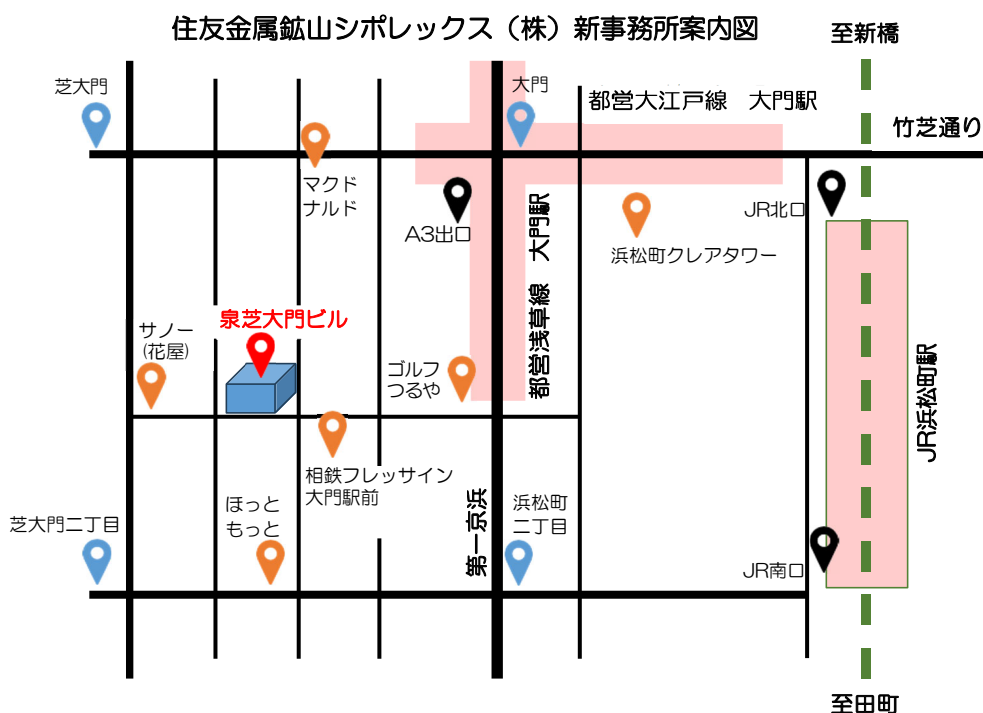 住友金属鉱山シポレックス（株）新事務所案内図
至新橋
芝大門
大門
都営大江戸線　大門駅
竹芝通り
マクド
ナルド
A3出口
都営浅草線　大門駅
浜松町クレアタワー
JR北口
泉芝大門ビル
サノー
(花屋)
ゴルフ
つるや
JR浜松町駅
相鉄フレッサイン
大門駅前
ほっと
もっと
芝大門二丁目
第一京浜
浜松町
二丁目
JR南口
至田町